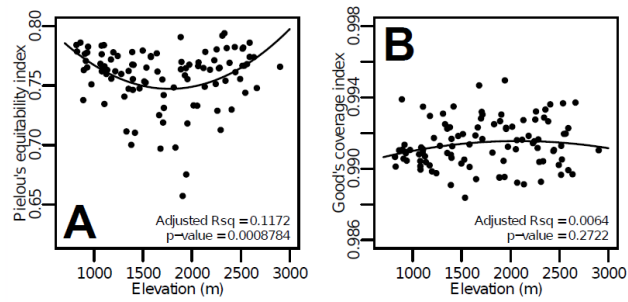 A
Pielou's equitability index
0.80
0.75
0.70
0.65
Adjusted Rsq = 0.1172
p-value = 0.0008784
1000 1500 2000 2500 3000
Elevation (m)
B
Good's coverage index
0.998
0.994
0.990
0.986
Adjusted Rsq = 0.0064
p-value = 0.2722
1000 1500 2000 2500 3000
Elevation (m)